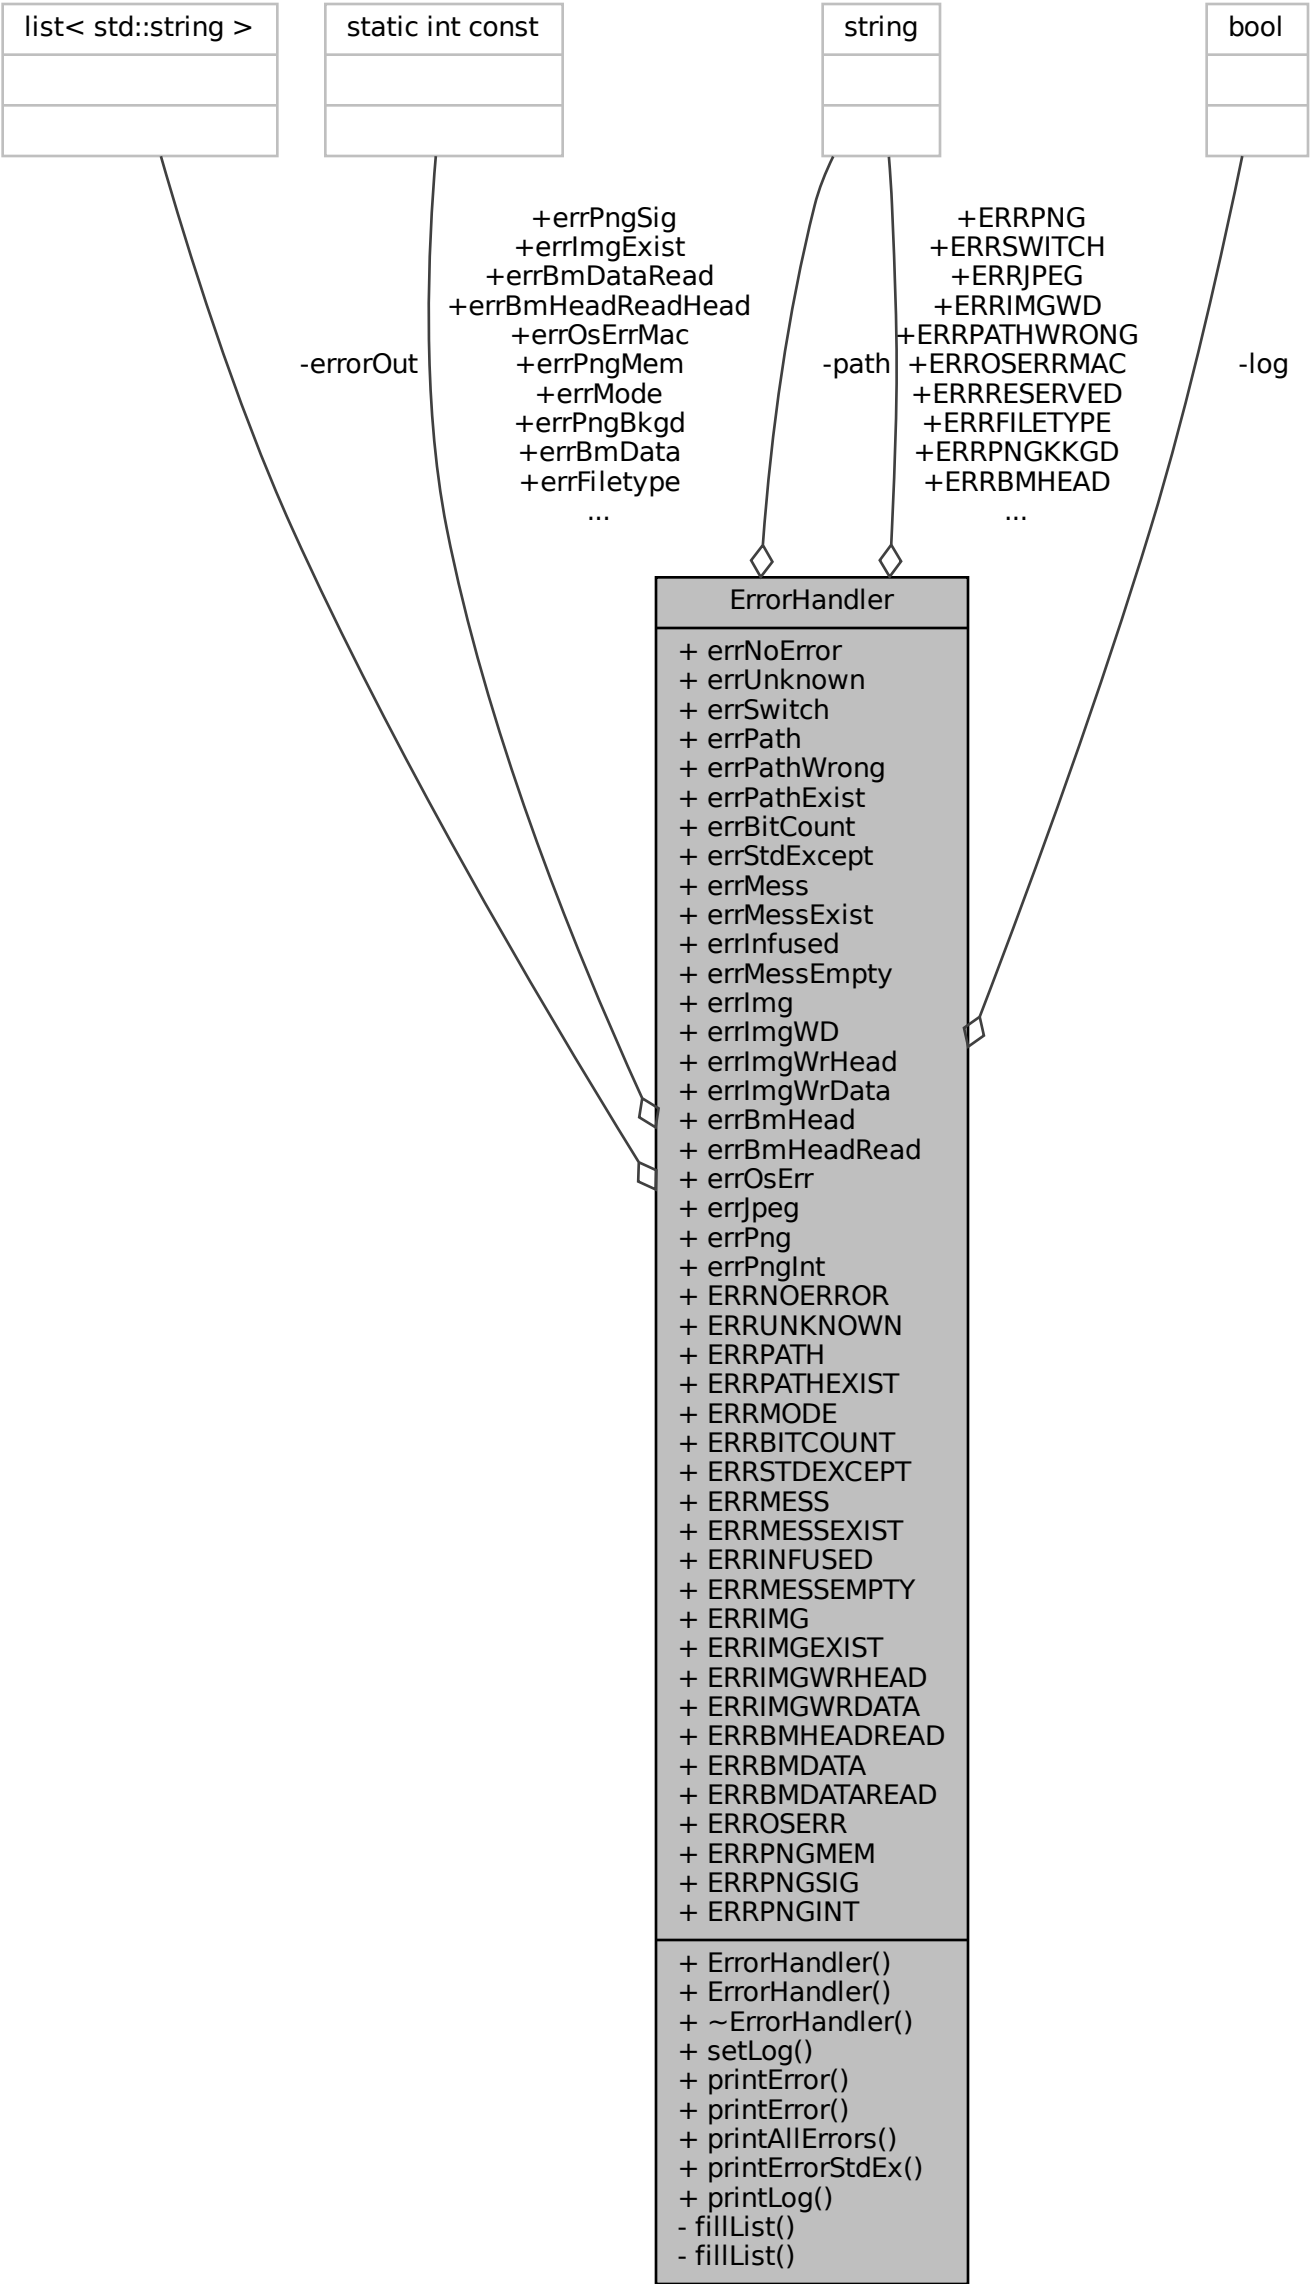 list< std::string >
static int const
string
bool
+errPngSig
+errImgExist
+errBmDataRead
+errBmHeadReadHead
+errOsErrMac
+errPngMem
+errMode
+errPngBkgd
+errBmData
+errFiletype
...
+ERRPNG
+ERRSWITCH
+ERRJPEG
+ERRIMGWD
+ERRPATHWRONG
+ERROSERRMAC
+ERRRESERVED
+ERRFILETYPE
+ERRPNGKKGD
+ERRBMHEAD
...
-errorOut
-path
-log
ErrorHandler
+ errNoError
+ errUnknown
+ errSwitch
+ errPath
+ errPathWrong
+ errPathExist
+ errBitCount
+ errStdExcept
+ errMess
+ errMessExist
+ errInfused
+ errMessEmpty
+ errImg
+ errImgWD
+ errImgWrHead
+ errImgWrData
+ errBmHead
+ errBmHeadRead
+ errOsErr
+ errJpeg
+ errPng
+ errPngInt
+ ERRNOERROR
+ ERRUNKNOWN
+ ERRPATH
+ ERRPATHEXIST
+ ERRMODE
+ ERRBITCOUNT
+ ERRSTDEXCEPT
+ ERRMESS
+ ERRMESSEXIST
+ ERRINFUSED
+ ERRMESSEMPTY
+ ERRIMG
+ ERRIMGEXIST
+ ERRIMGWRHEAD
+ ERRIMGWRDATA
+ ERRBMHEADREAD
+ ERRBMDATA
+ ERRBMDATAREAD
+ ERROSERR
+ ERRPNGMEM
+ ERRPNGSIG
+ ERRPNGINT
+ ErrorHandler()
+ ErrorHandler()
+ ~ErrorHandler()
+ setLog()
+ printError()
+ printError()
+ printAllErrors()
+ printErrorStdEx()
+ printLog()
- fillList()
- fillList()